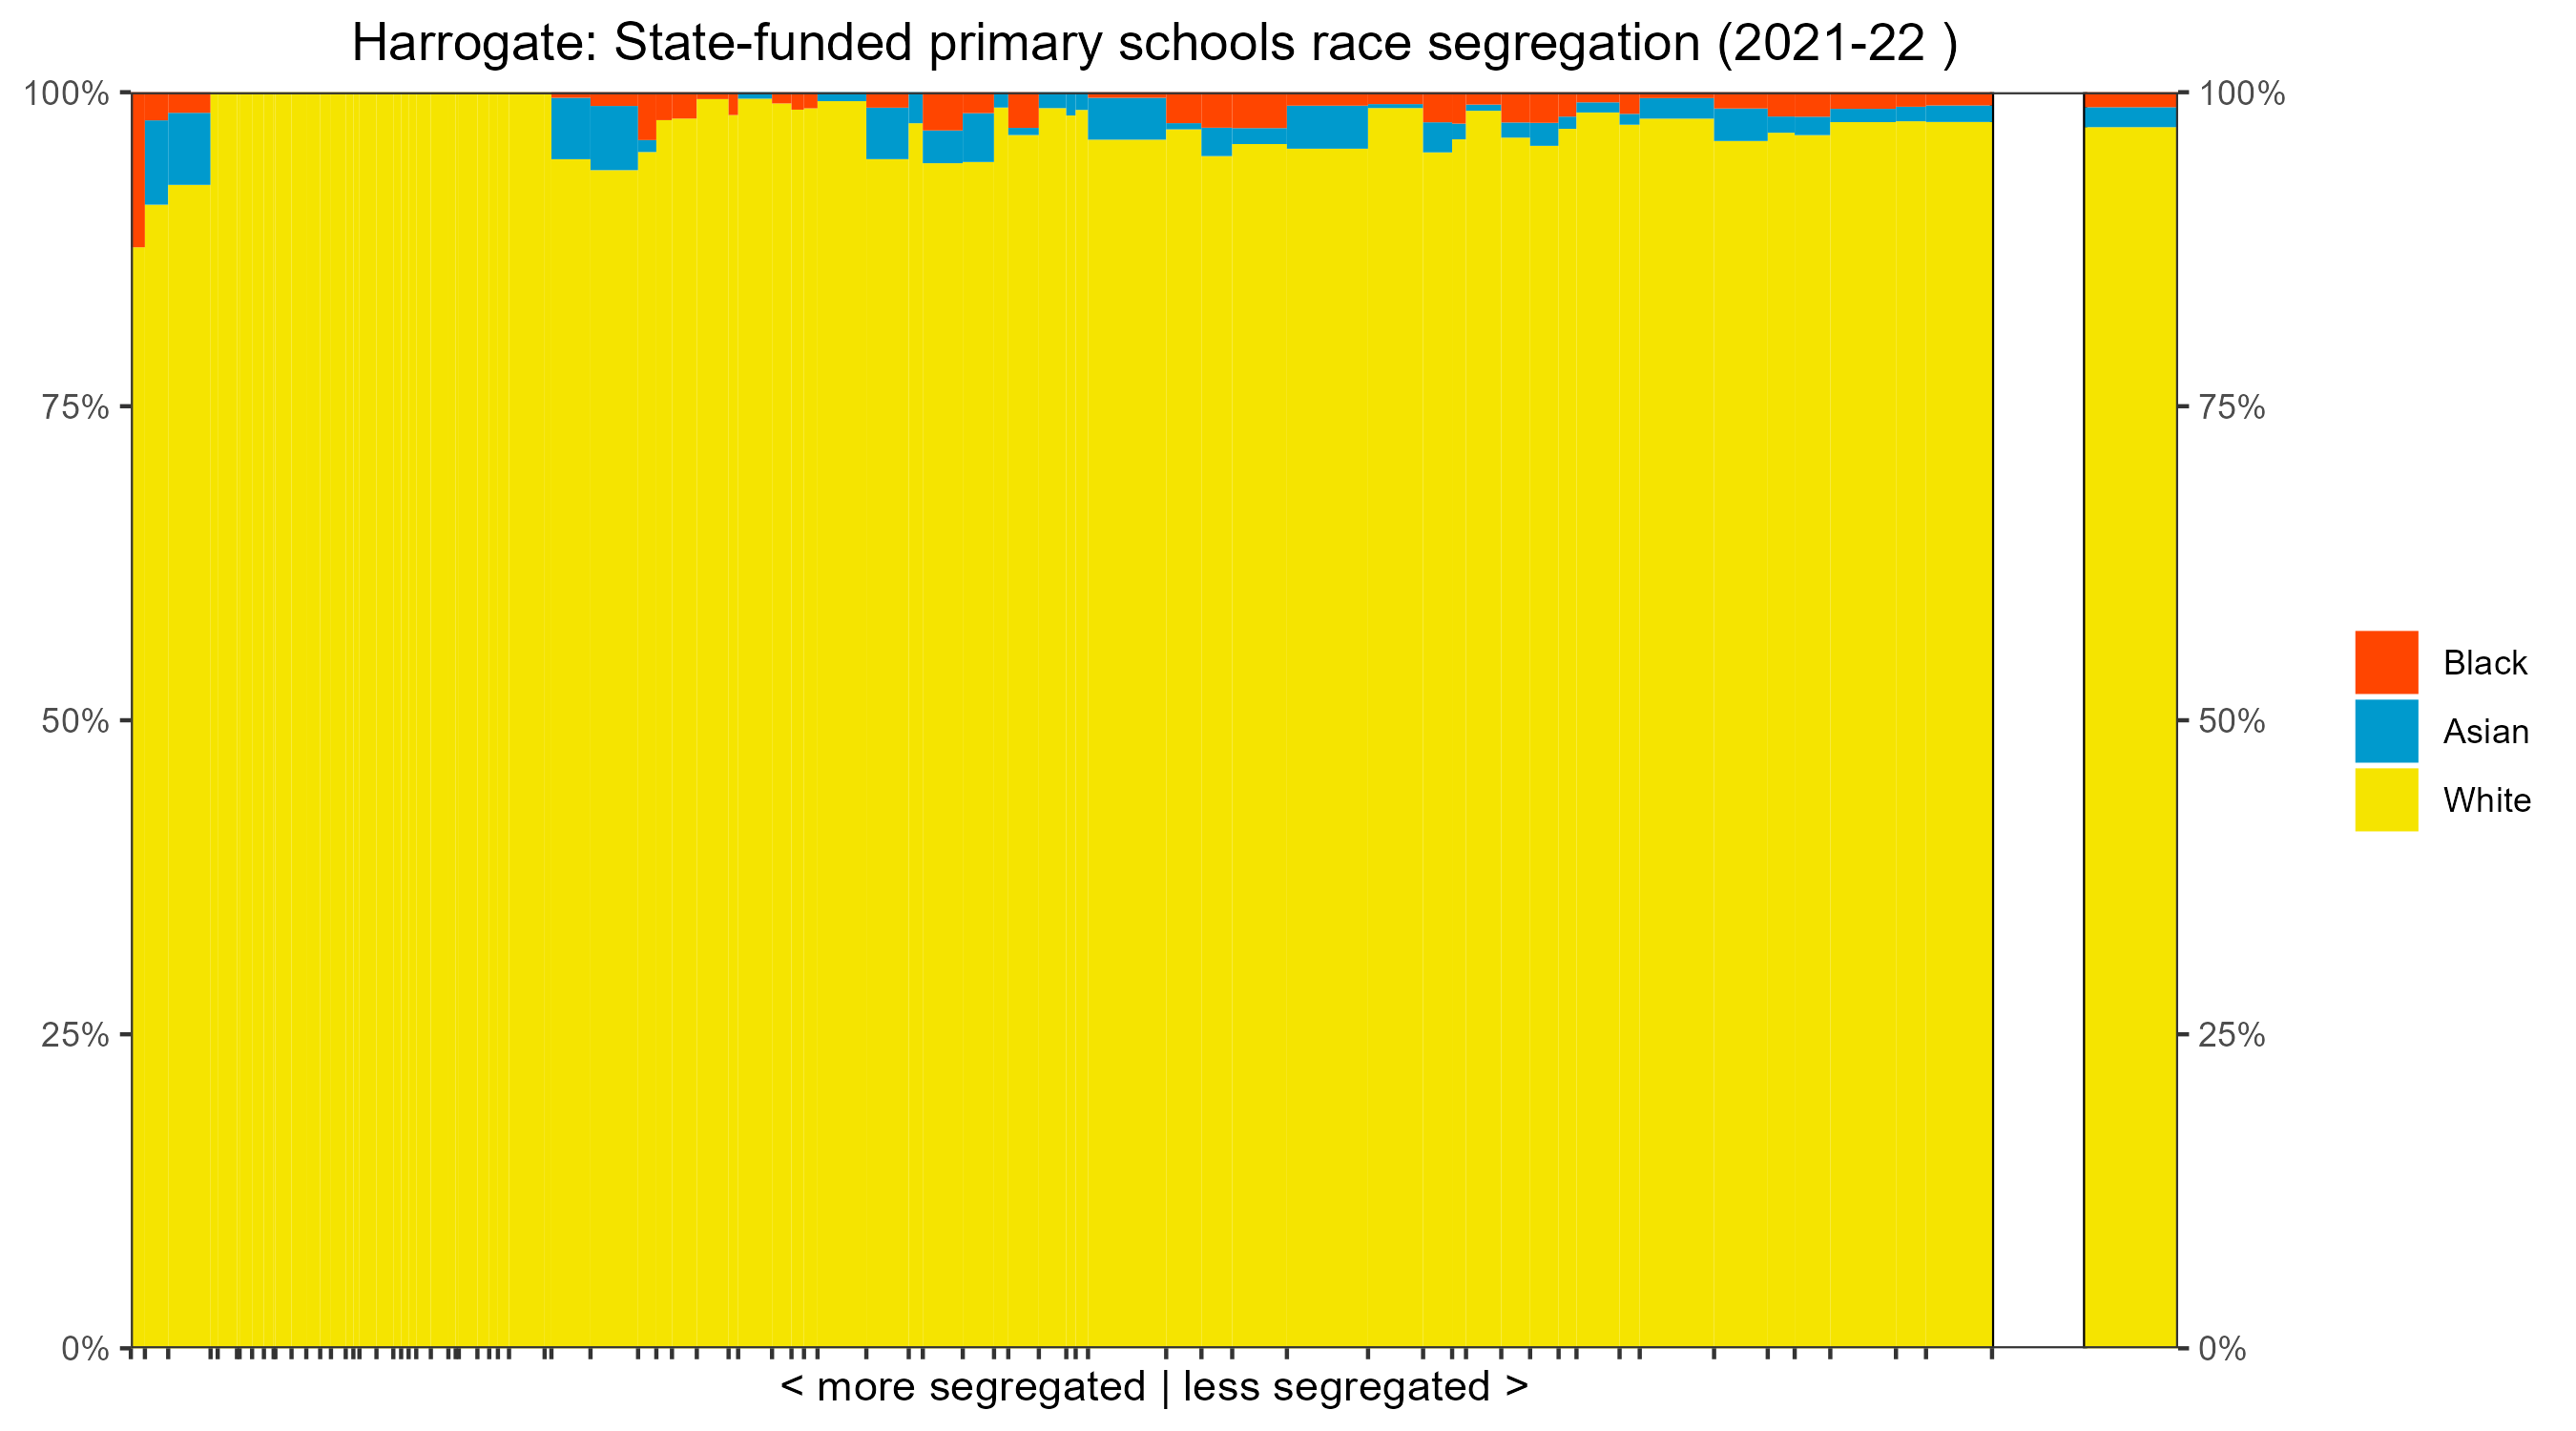 Harrogate: State-funded primary schools race segregation (2021-22 )
100%
75%
50%
25%
0%
100%
75%
50%
25%
0%
Black
Asian
White
< more segregated | less segregated >